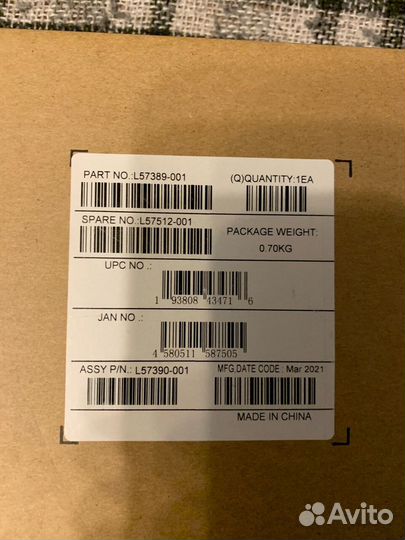 PART NO.:L57389-001 (Q)QUANTITY:1EA
SPARE NO.:L57512-001 PACKAGE WEIGHT:
0.70KG
UPC NO .:
1 93808 43471 6
JAN NO .:
4 580511 587505
ASSY P/N.: L57390-001 MFG,DATE CODE : Mar 2021
MADE IN CHINA
Avito